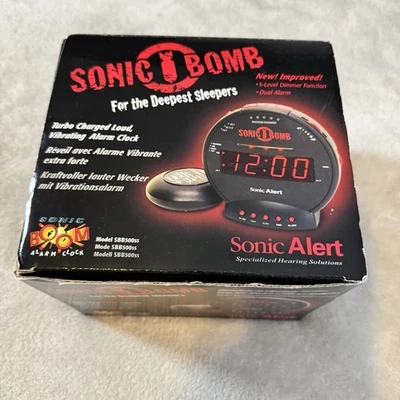 SONIC BOMB
For the Deepest Sleepers
New! Improved!
• 5-Level Dimmer Function
• Dual Alarm
Turbo Charged Loud,
Vibrating Alarm Clock
Réveil avec Alarme Vibrante
extra forte
Kraftvoller lauter Wecker
mit Vibrationsalarm
SONIC BOMB
12:00
Sonic Alert
SONIC
BOOM
ALARM CLOCK
Model SBB500ss
Mode SBB500ss
Modell SBB500ss
Sonic Alert
Specialized Hearing Solutions